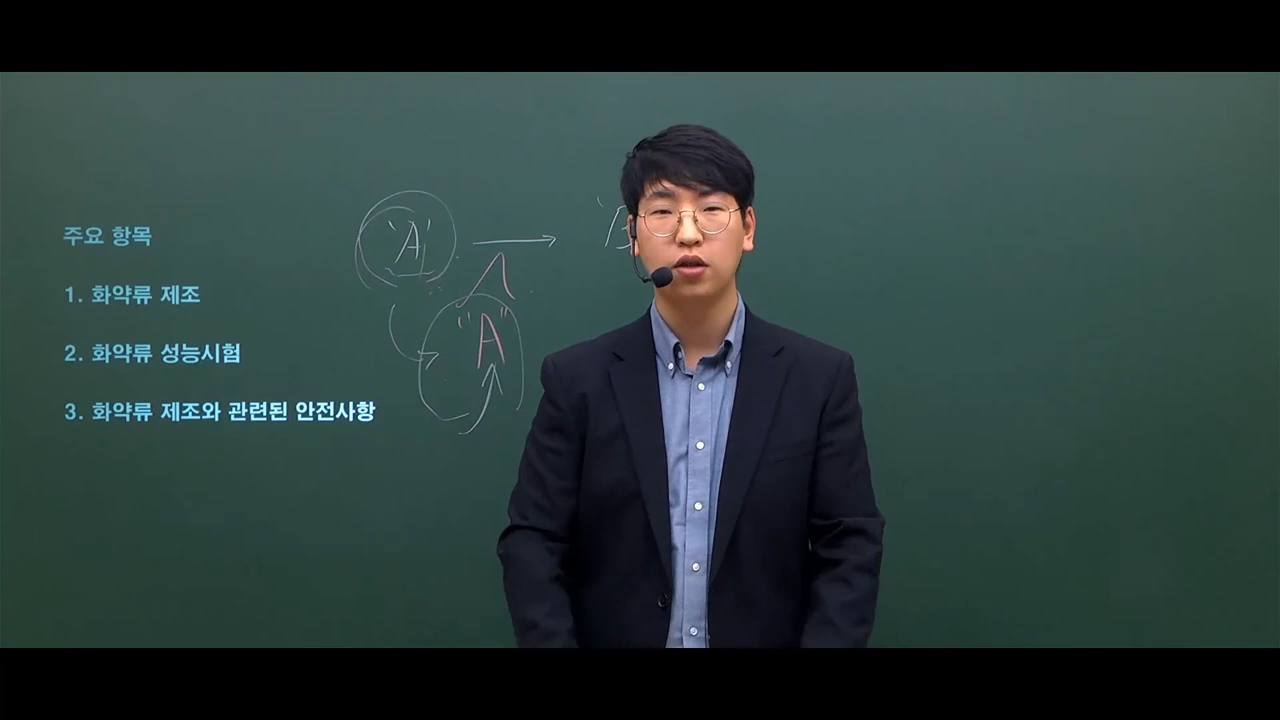 주요 항목
1. 화약류 제조
2. 화약류 성능시험
3. 화약류 제조와 관련된 안전사항
'A'
"A"